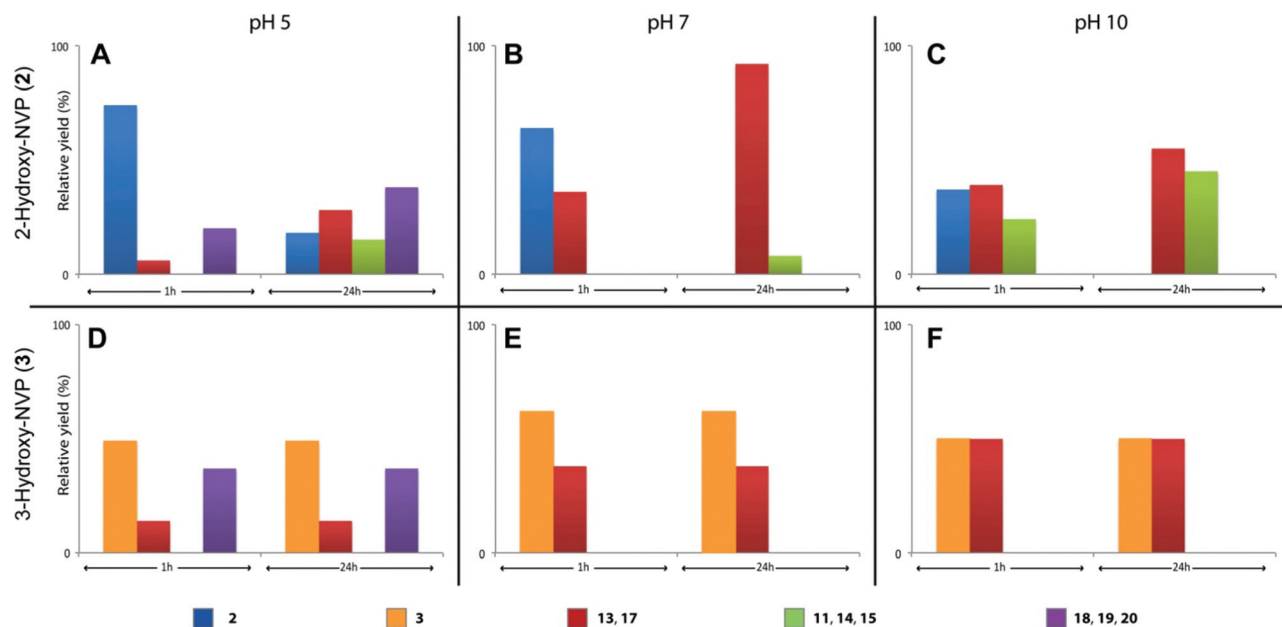 pH 5
pH 7
pH 10
2-Hydroxy-NVP (2)
Relative yield (%)
100
A
0
1h
24h
100
B
0
1h
24h
100
C
0
1h
24h
3-Hydroxy-NVP (3)
Relative yield (%)
100
D
0
1h
24h
100
E
0
1h
24h
100
F
0
1h
24h
2
3
13, 17
11, 14, 15
18, 19, 20